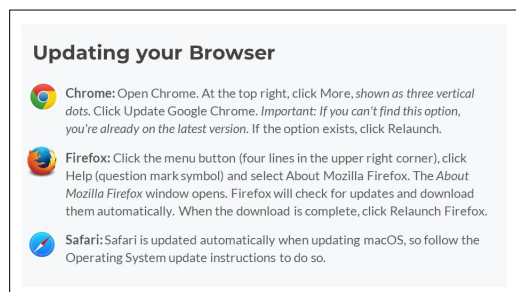 Updating your Browser
Chrome: Open Chrome. At the top right, click More, shown as three vertical
dots. Click Update Google Chrome. Important: If you can't find this option,
you're already on the latest version. If the option exists, click Relaunch.
Firefox: Click the menu button (four lines in the upper right corner), click
Help (question mark symbol) and select About Mozilla Firefox. The About
Mozilla Firefox window opens. Firefox will check for updates and download
them automatically. When the download is complete, click Relaunch Firefox.
Safari: Safari is updated automatically when updating macOS, so follow the
Operating System update instructions to do so.